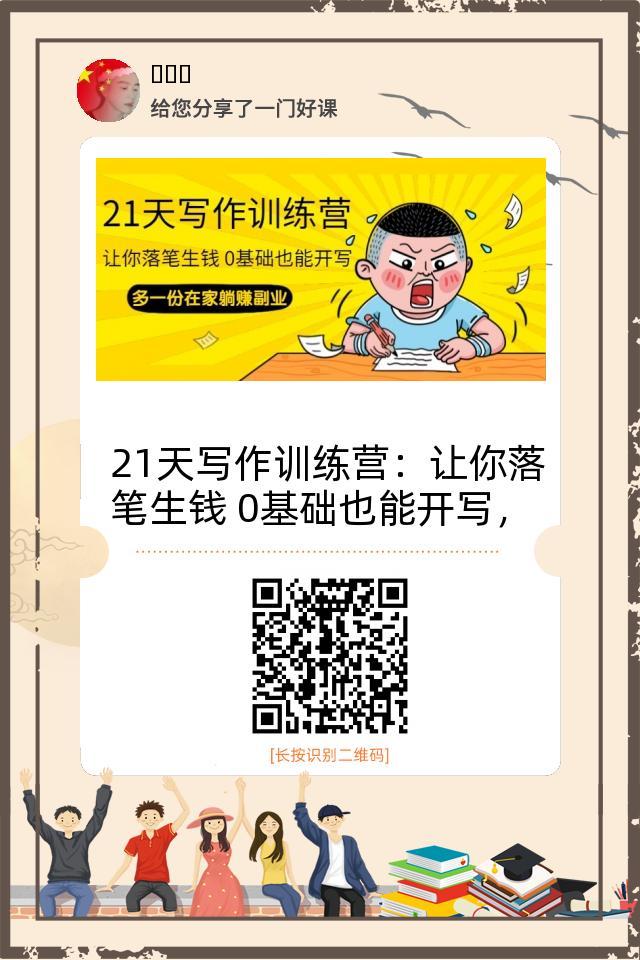 给您分享了一门好课
21天写作训练营
让你落笔生钱 0基础也能开写
多一份在家躺赚副业
21天写作训练营：让你落
笔生钱 0基础也能开写，
[长按识别二维码]